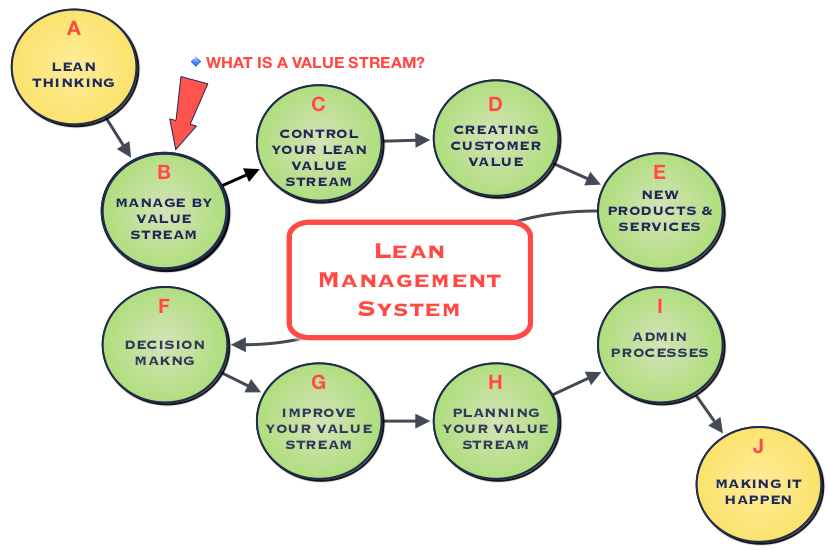 A
LEAN
THINKING
WHAT IS A VALUE STREAM?
B
MANAGE BY
VALUE
STREAM
C
CONTROL
YOUR LEAN
VALUE
STREAM
D
CREATING
CUSTOMER
VALUE
E
NEW
PRODUCTS &
SERVICES
LEAN
MANAGEMENT
SYSTEM
F
DECISION
MAKNG
G
IMPROVE
YOUR VALUE
STREAM
H
PLANNING
YOUR VALUE
STREAM
I
ADMIN
PROCESSES
J
MAKING IT
HAPPEN